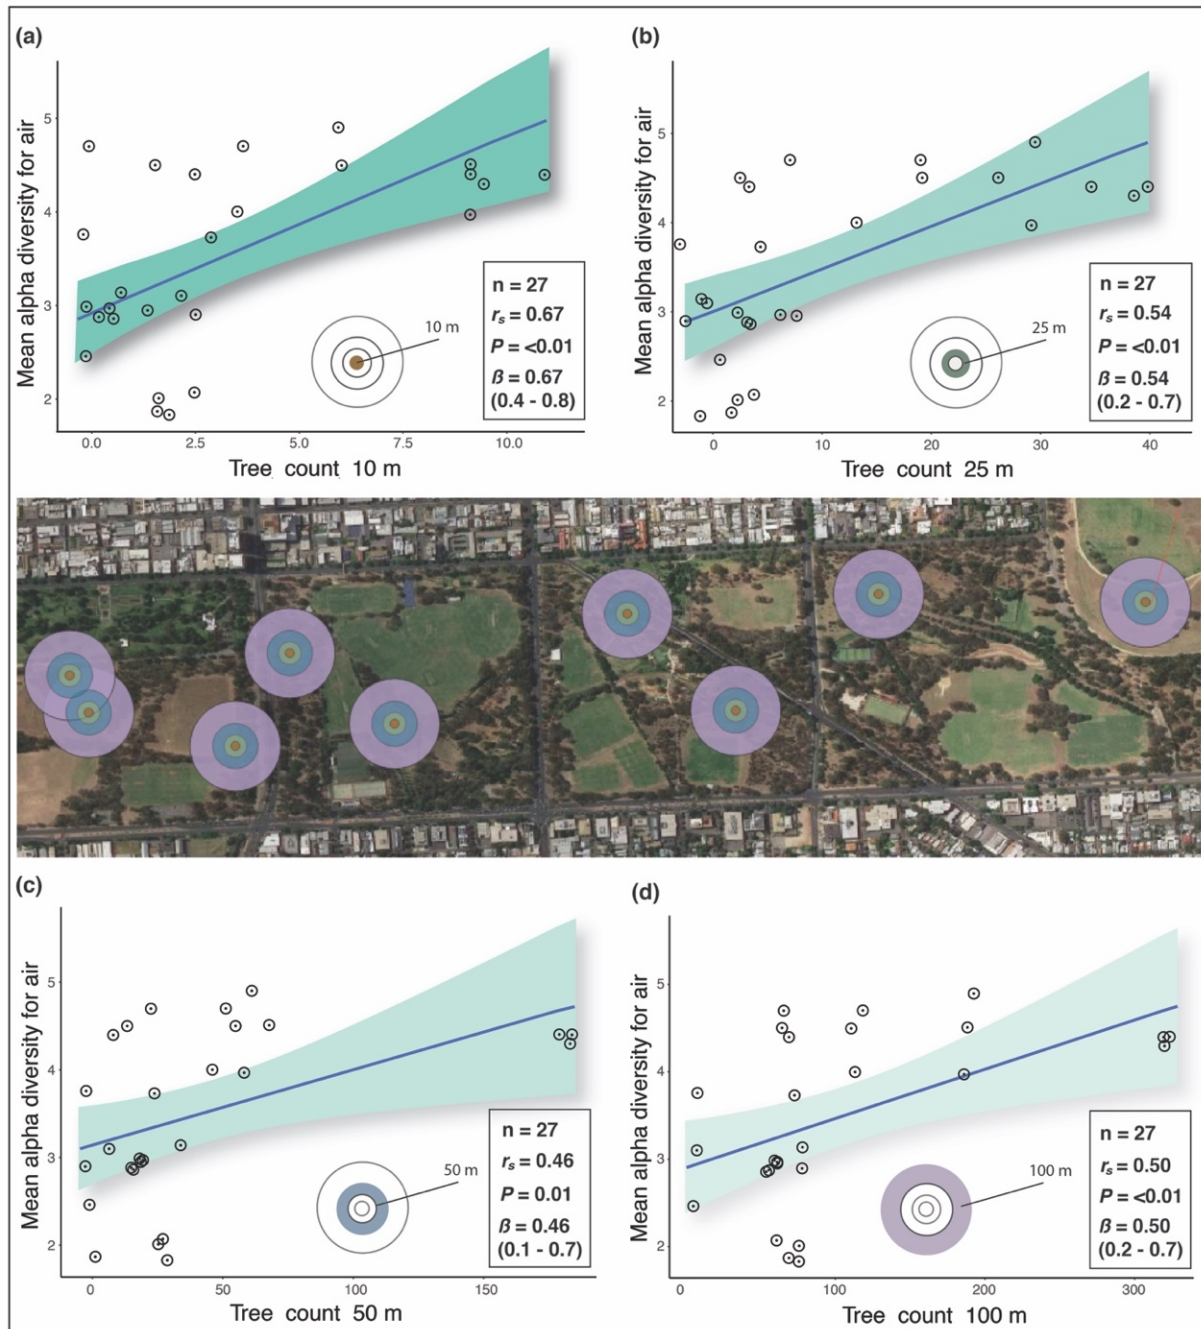 (a)
Mean alpha diversity for air
5
4
3
2
0.0 2.5 5.0 7.5 10.0
Tree count 10 m
10 m
n = 27
rₛ = 0.67
P = <0.01
ß = 0.67
(0.4 - 0.8)
(b)
Mean alpha diversity for air
5
4
3
2
0 10 20 30 40
Tree count 25 m
25 m
n = 27
rₛ = 0.54
P = <0.01
ß = 0.54
(0.2 - 0.7)
(c)
Mean alpha diversity for air
5
4
3
2
0 50 100 150
Tree count 50 m
50 m
n = 27
rₛ = 0.46
P = 0.01
ß = 0.46
(0.1 - 0.7)
(d)
Mean alpha diversity for air
5
4
3
2
0 100 200 300
Tree count 100 m
100 m
n = 27
rₛ = 0.50
P = <0.01
ß = 0.50
(0.2 - 0.7)